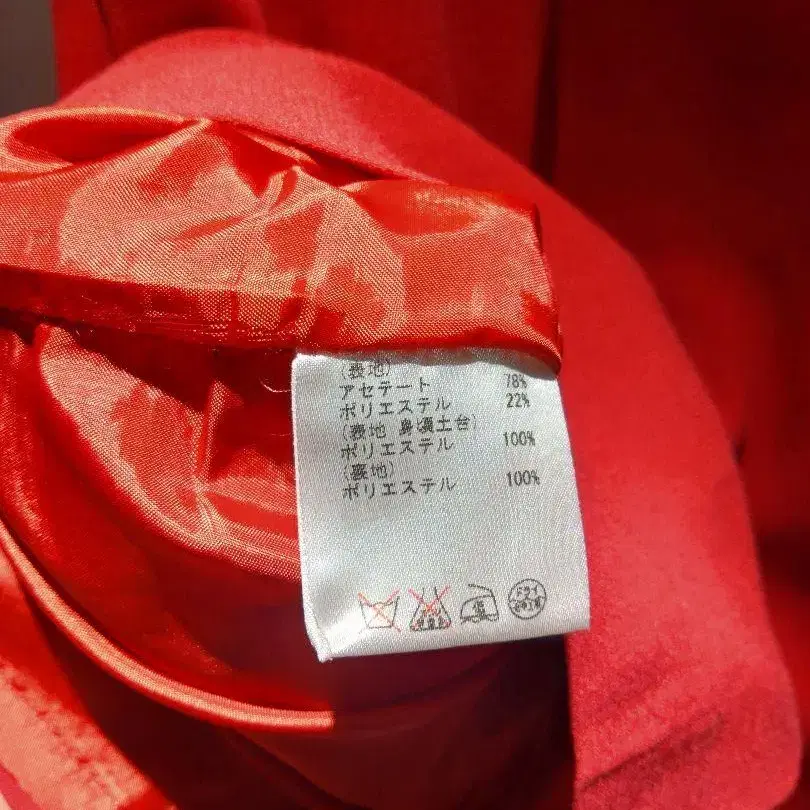 (表地)
アセテート 78%
ポリエステル 22%
(表地 身頃土台)
ポリエステル 100%
(裏地)
ポリエステル 100%